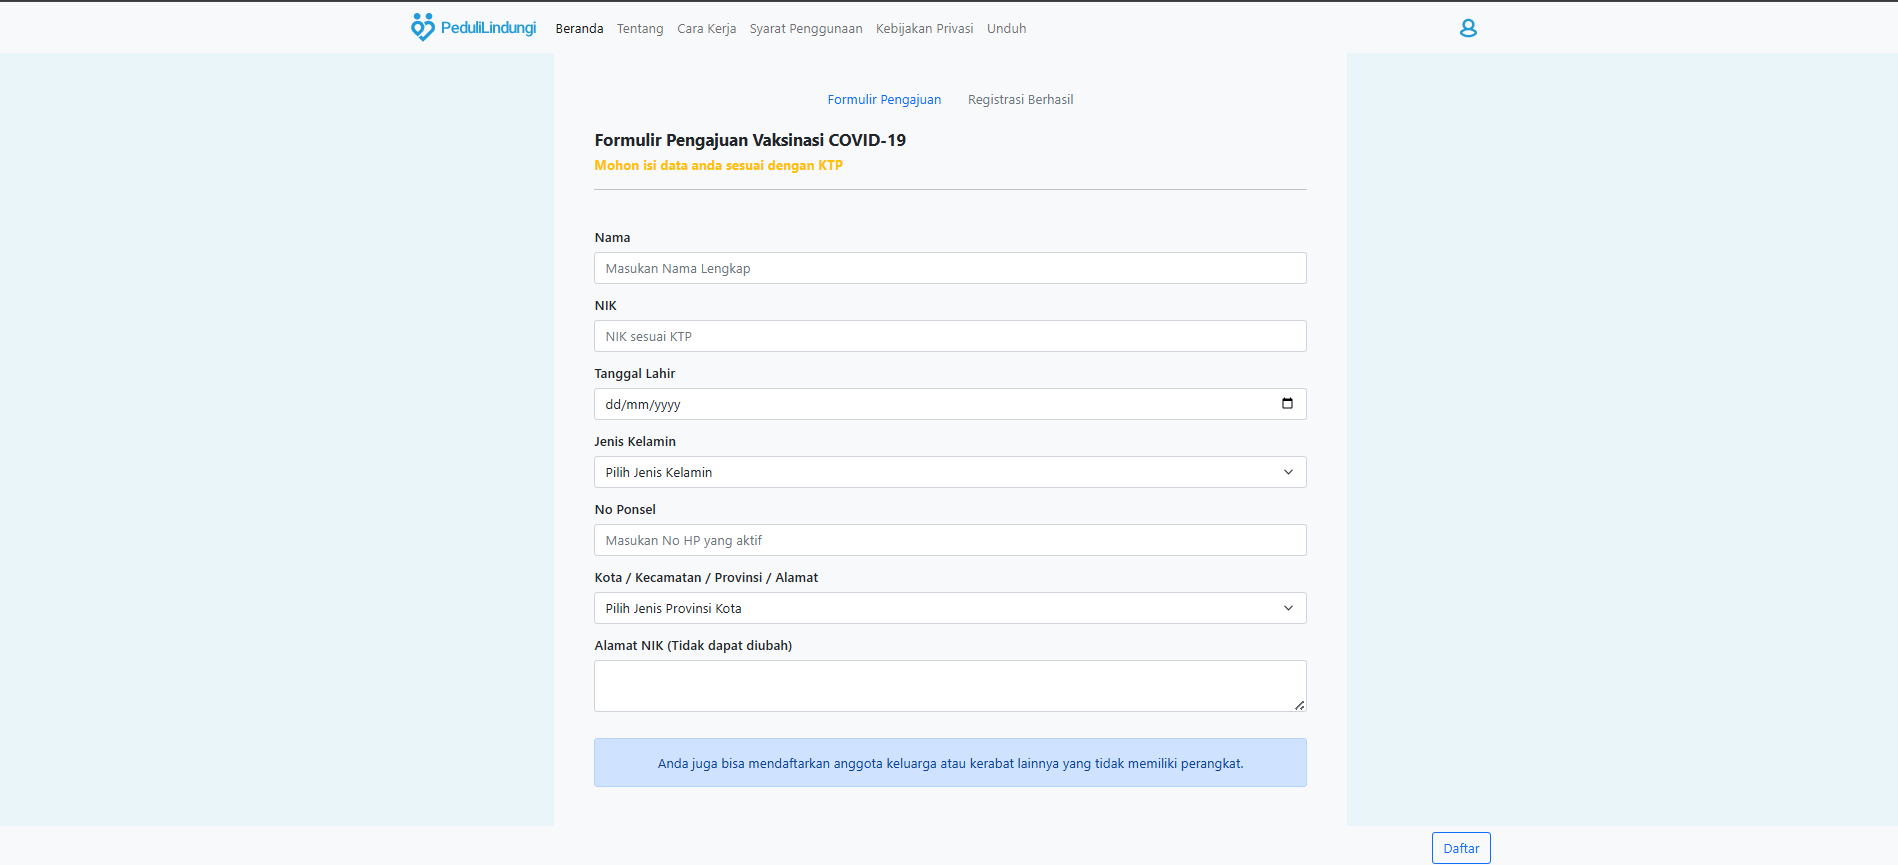 PeduliLindungi Beranda Tentang Cara Kerja Syarat Penggunaan Kebijakan Privasi Unduh
Formulir Pengajuan Registrasi Berhasil
Formulir Pengajuan Vaksinasi COVID-19
Mohon isi data anda sesuai dengan KTP
Nama
Masukan Nama Lengkap
NIK
NIK sesuai KTP
Tanggal Lahir
dd/mm/yyyy
Jenis Kelamin
Pilih Jenis Kelamin
No Ponsel
Masukan No HP yang aktif
Kota / Kecamatan / Provinsi / Alamat
Pilih Jenis Provinsi Kota
Alamat NIK (Tidak dapat diubah)
Anda juga bisa mendaftarkan anggota keluarga atau kerabat lainnya yang tidak memiliki perangkat.
Daftar